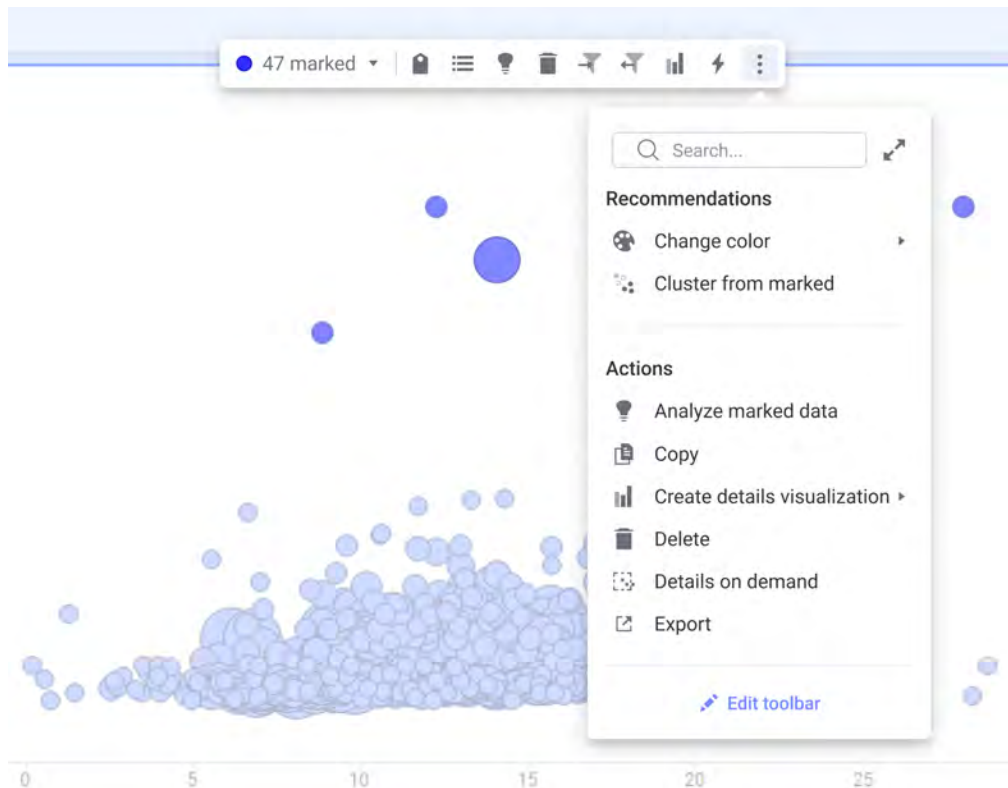 47 marked
Search...
Recommendations
Change color
Cluster from marked
Actions
Analyze marked data
Copy
Create details visualization
Delete
Details on demand
Export
Edit toolbar
0 5 10 15 20 25